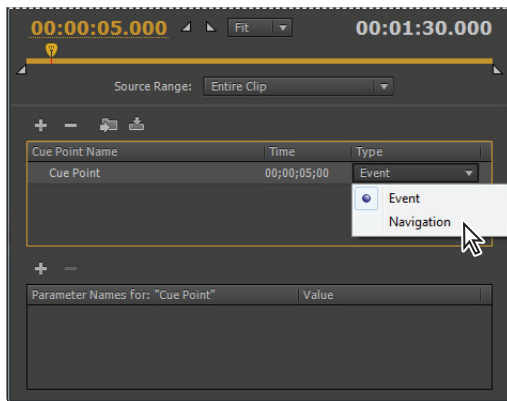 00:00:05.000 Fit 00:01:30.000
Source Range: Entire Clip
Cue Point Name Time Type
Cue Point 00;00;05;00 Event
Event
Navigation
Parameter Names for: "Cue Point" Value